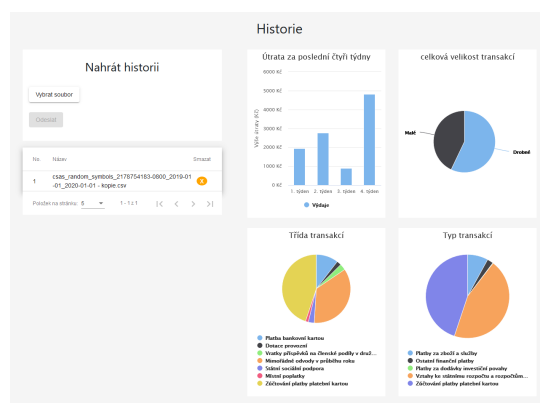 Historie
Nahrát historii
Vybrat soubor
Odeslat
No. Název Smazat
1 csas_random_symbols_2178754183-0800_2019-01
-01_2020-01-01 - kopie.csv X
Položek na stránku: 5 1 - 1 z 1
Útrata za poslední čtyři týdny
6000 Kč
5000 Kč
4000 Kč
3000 Kč
2000 Kč
1000 Kč
0 Kč
Výše útraty (Kč)
1. týden 2. týden 3. týden 4. týden
Výdaje
celková velikost transakcí
Malé
Drobné
Třída transakcí
Platba bankovní kartou
Dotace provozní
Vratky příspěvků na členské podíly v druž...
Mimořádné odvody v průběhu roku
Státní sociální podpora
Místní poplatky
Zúčtování platby platební kartou
Typ transakcí
Platby za zboží a služby
Ostatní finanční platby
Platby za dodávky investiční povahy
Vztahy ke státnímu rozpočtu a rozpočtům...
Zúčtování platby platební kartou